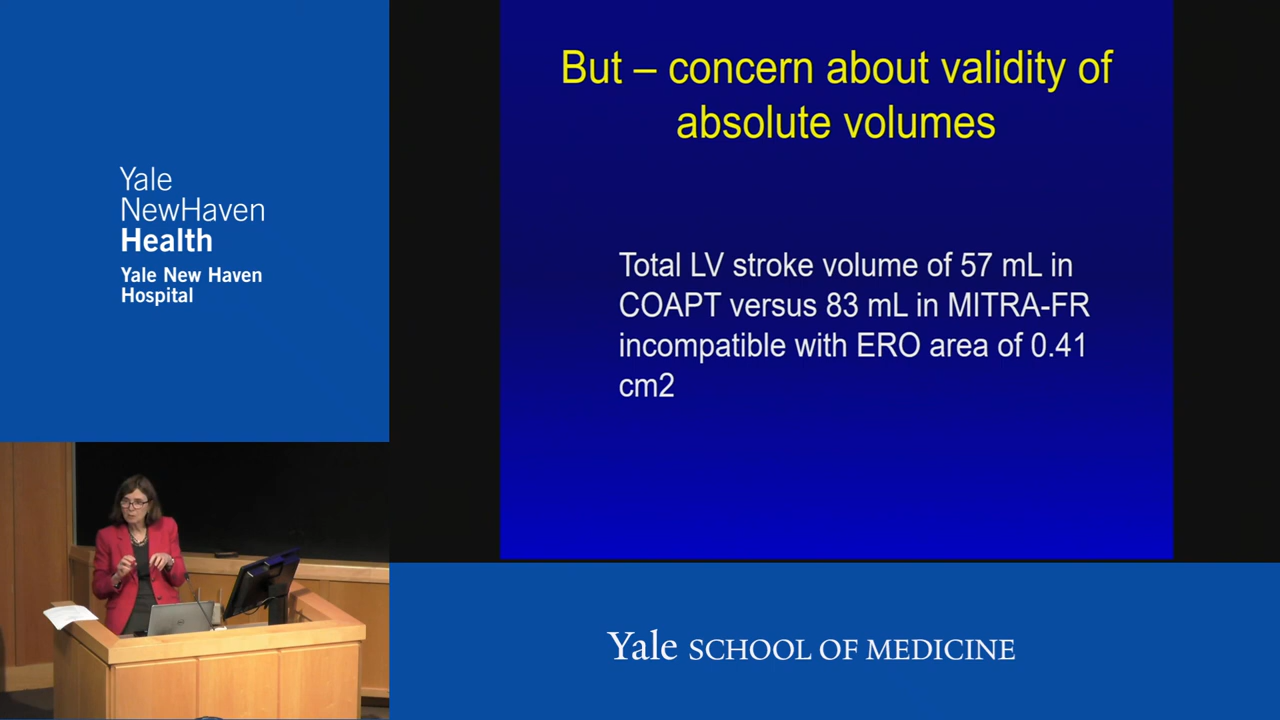 Yale
NewHaven
Health
Yale New Haven
Hospital
But – concern about validity of
absolute volumes
Total LV stroke volume of 57 mL in
COAPT versus 83 mL in MITRA-FR
incompatible with ERO area of 0.41
cm2
Yale SCHOOL OF MEDICINE